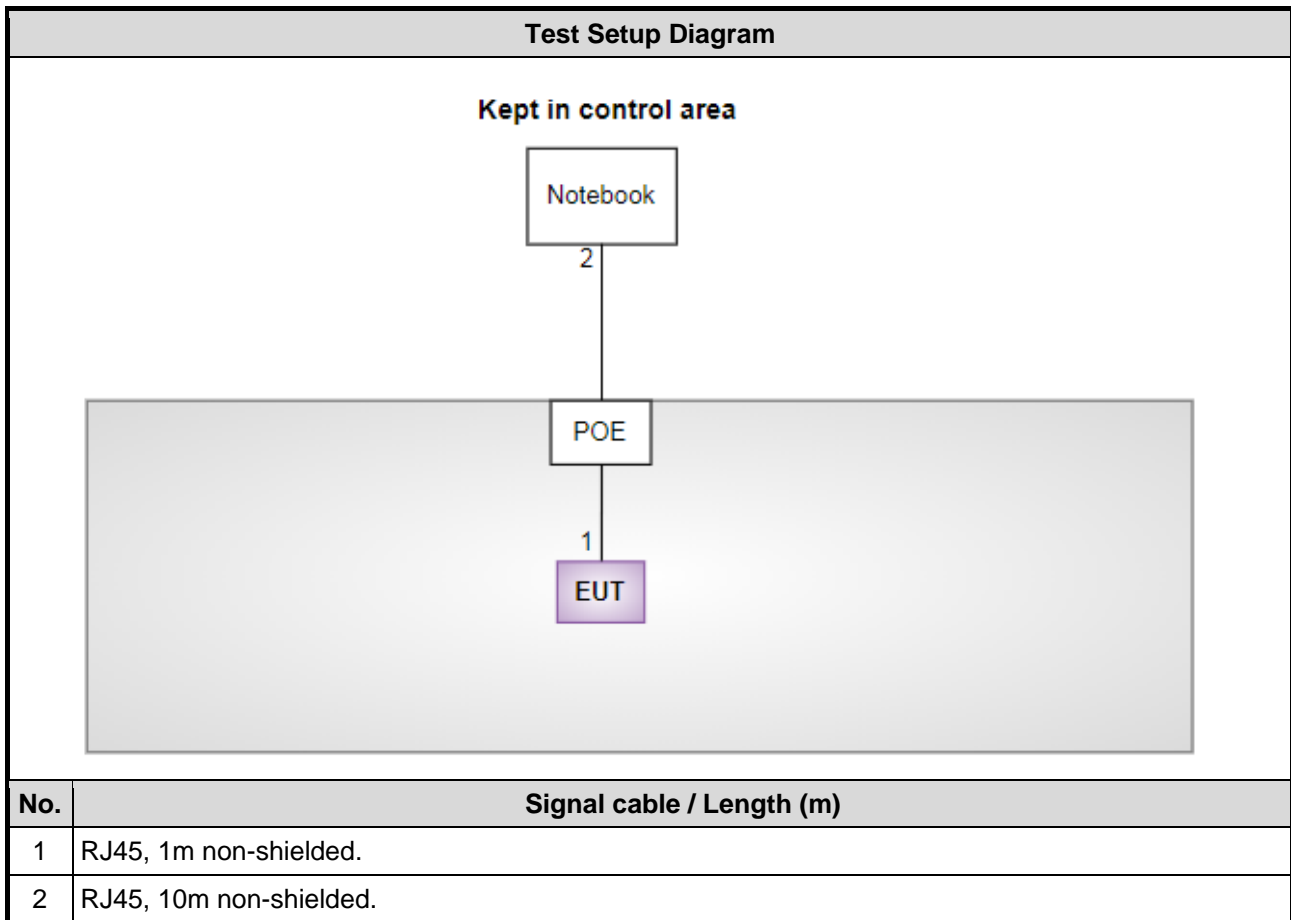 Test Setup Diagram
Kept in control area
Notebook
2
POE
1
EUT
No. Signal cable / Length (m)
1 RJ45, 1m non-shielded.
2 RJ45, 10m non-shielded.